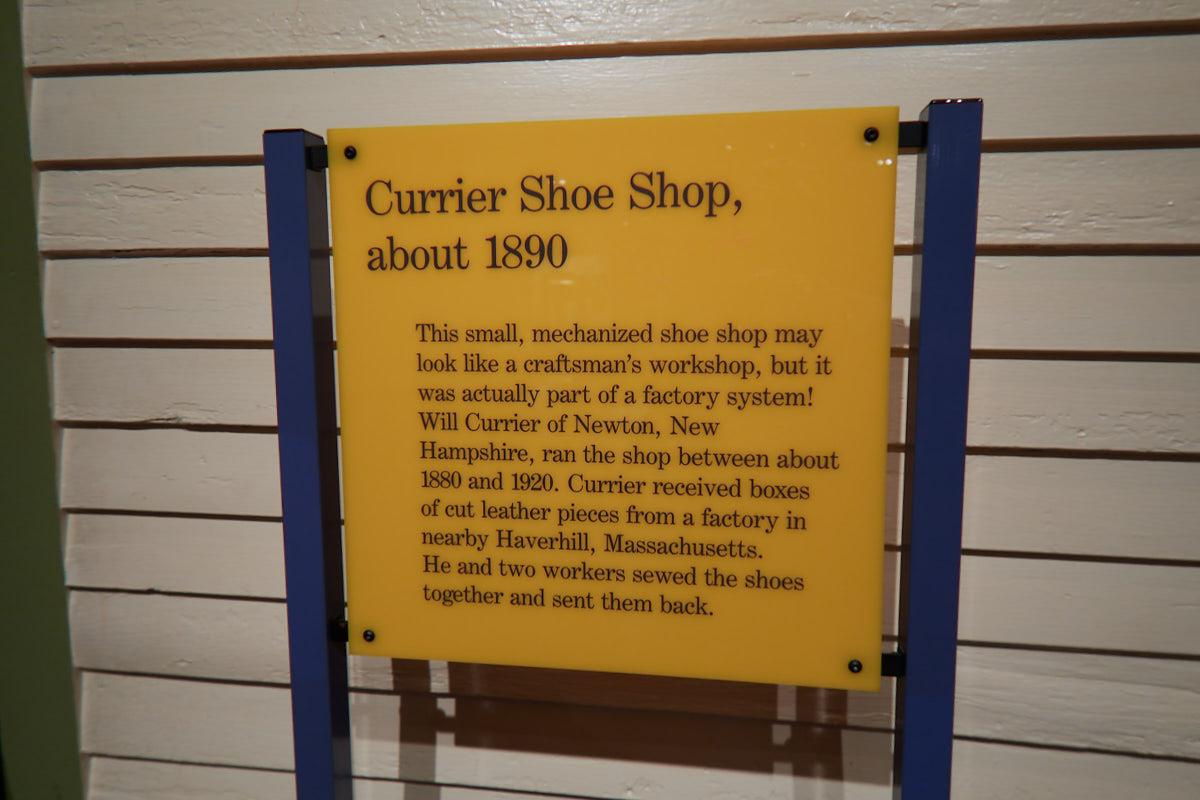 Currier Shoe Shop,
about 1890
This small, mechanized shoe shop may
look like a craftsman’s workshop, but it
was actually part of a factory system!
Will Currier of Newton, New
Hampshire, ran the shop between about
1880 and 1920. Currier received boxes
of cut leather pieces from a factory in
nearby Haverhill, Massachusetts.
He and two workers sewed the shoes
together and sent them back.